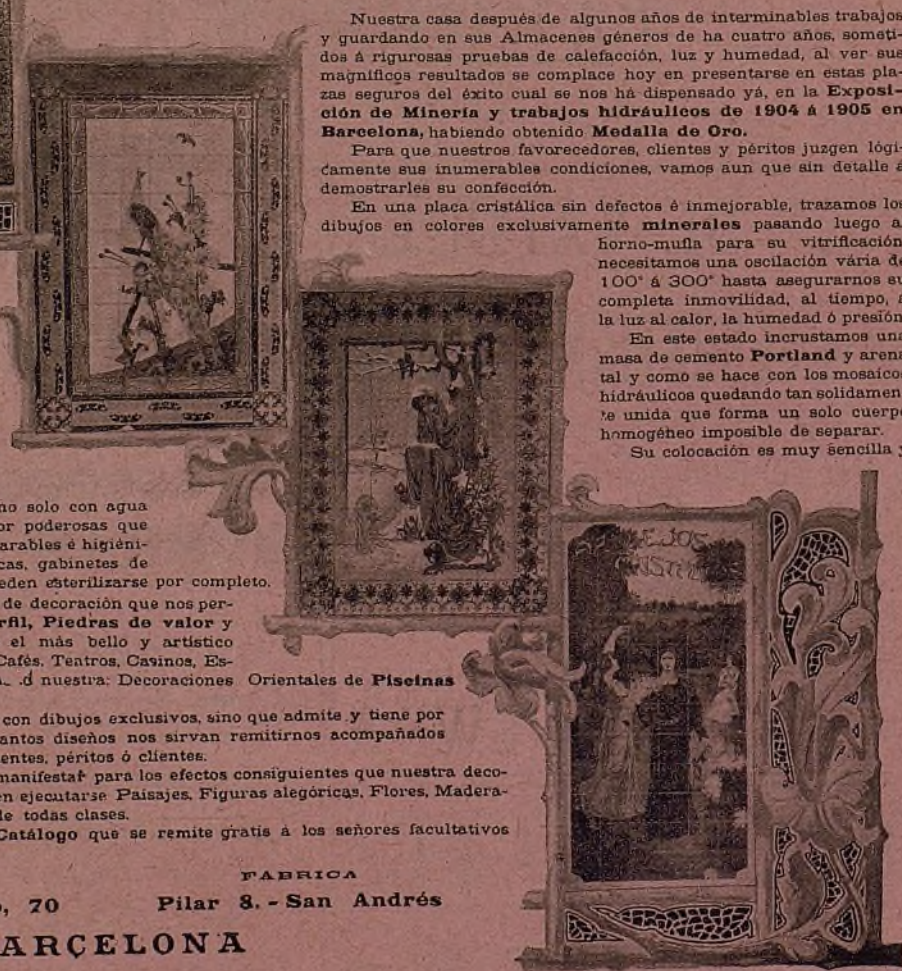 Nuestra casa después de algunos años de interminables trabajos
y guardando en sus Almacenes géneros de ha cuatro años, someti-
dos á rigurosas pruebas de calefacción, luz y humedad, al ver sus
magníficos resultados se complace hoy en presentarse en estas pla-
zas seguros del éxito cual se nos há dispensado yá, en la Exposi-
ción de Minería y trabajos hidráulicos de 1904 á 1905 en
Barcelona, habiendo obtenido Medalla de Oro.
Para que nuestros favorecedores, clientes y péritos juzgen lógi-
camente sus inumerables condiciones, vamos aun que sin detalle á
demostrarles su confección.
En una placa cristálica sin defectos é inmejorable, trazamos los
dibujos en colores exclusivamente minerales pasando luego a
horno-mufla para su vitrificación
necesitamos una oscilación vária de
100° á 300° hasta asegurarnos su
completa inmovilidad, al tiempo, á
la luz al calor, la humedad ó presión
En este estado incrustamos una
masa de cemento Portland y arena
tal y como se hace con los mosaicos
hidráulicos quedando tan solidamen
te unida que forma un solo cuerpo
homogéheo imposible de separar.
Su colocación es muy sencilla y
no solo con agua
or poderosas que
arables é higiéni-
cas, gabinetes de
eden esterilizarse por completo.
de decoración que nos per-
rfil, Piedras de valor y
el más bello y artístico
Cafés, Teatros, Casinos, Es-
nuestra: Decoraciones Orientales de Piscinas
con dibujos exclusivos, sino que admite y tiene por
antos diseños nos sirvan remitirnos acompañados
entes, péritos ó clientes.
manifestar para los efectos consiguientes que nuestra deco-
en ejecutarse Paisajes, Figuras alegóricas, Flores, Madera-
de todas clases.
Catálogo que se remite gratis á los señores facultativos
FABRICA
, 70 Pilar 8. - San Andrés
ARCELONA